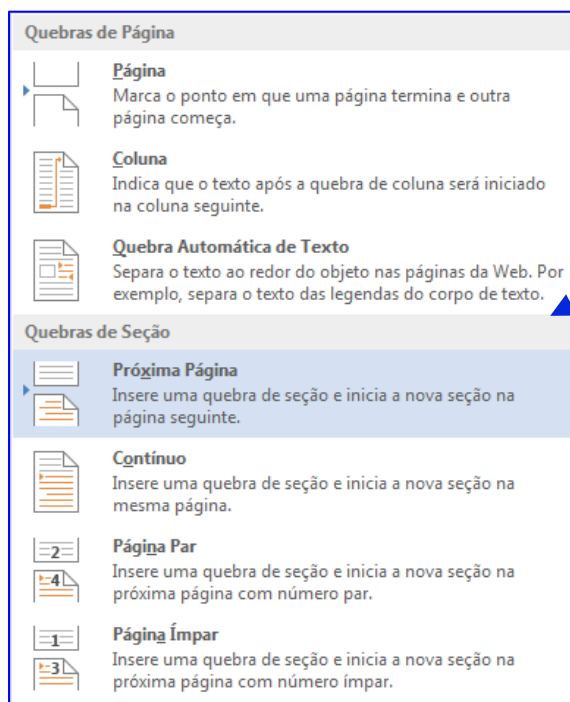 Quebras de Página
Página
Marca o ponto em que uma página termina e outra
página começa.
Coluna
Indica que o texto após a quebra de coluna será iniciado
na coluna seguinte.
Quebra Automática de Texto
Separa o texto ao redor do objeto nas páginas da Web. Por
exemplo, separa o texto das legendas do corpo de texto.
Quebras de Seção
Próxima Página
Insere uma quebra de seção e inicia a nova seção na
página seguinte.
Contínuo
Insere uma quebra de seção e inicia a nova seção na
mesma página.
2
Página Par
Insere uma quebra de seção e inicia a nova seção na
4
próxima página com número par.
1
Página Ímpar
Insere uma quebra de seção e inicia a nova seção na
3
próxima página com número ímpar.